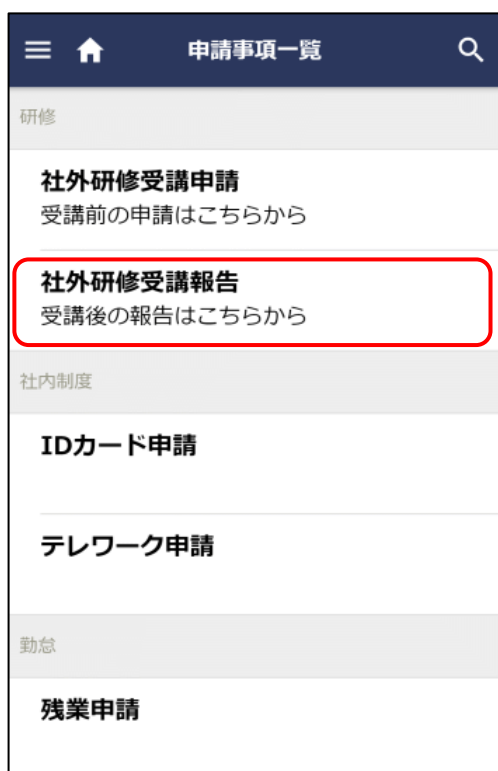 申請事項一覧
研修
社外研修受講申請
受講前の申請はこちらから
社外研修受講報告
受講後の報告はこちらから
社内制度
IDカード申請
テレワーク申請
勤怠
残業申請